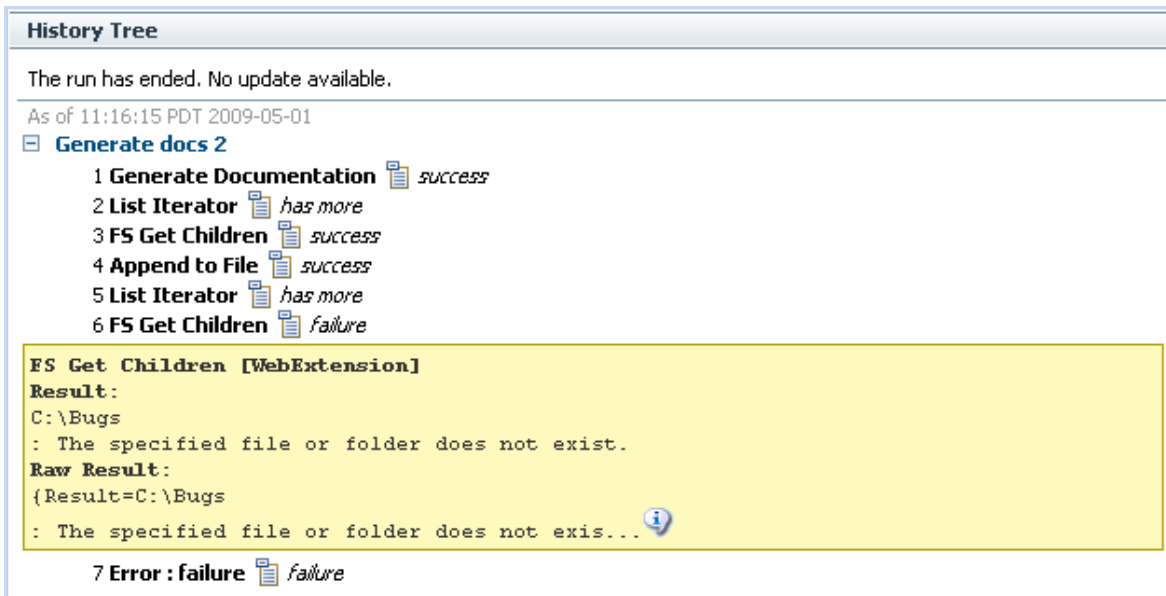 History Tree
The run has ended. No update available.
As of 11:16:15 PDT 2009-05-01
Generate docs 2
1 Generate Documentation success
2 List Iterator has more
3 FS Get Children success
4 Append to File success
5 List Iterator has more
6 FS Get Children failure
FS Get Children [WebExtension]
Result:
C:\Bugs
: The specified file or folder does not exist.
Raw Result:
{Result=C:\Bugs
: The specified file or folder does not exis...
7 Error : failure failure